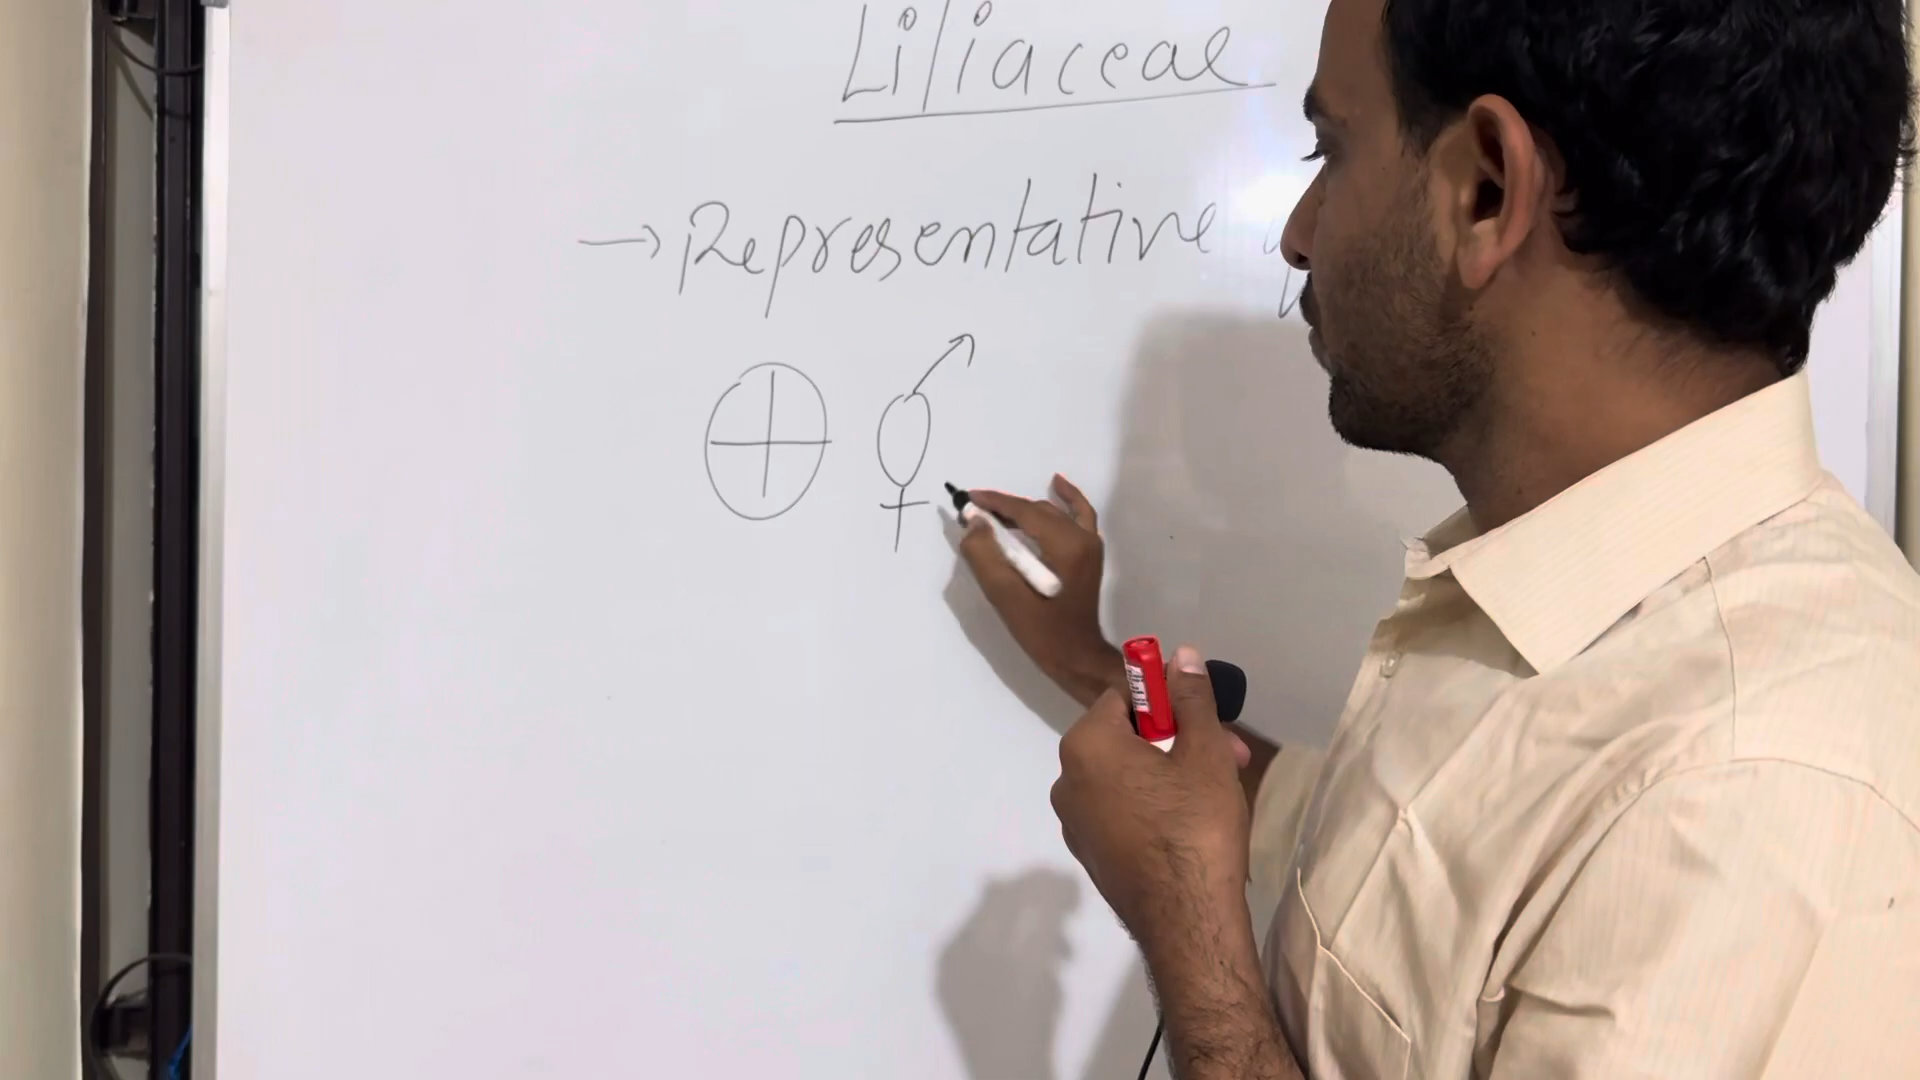 Liliaceae
→ Representative
⊕ ⚥